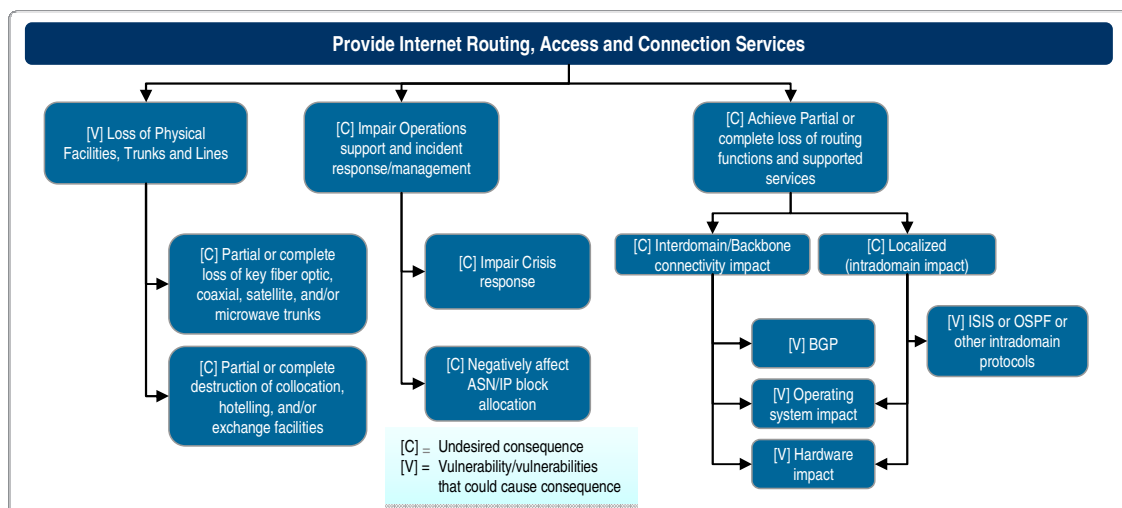 Provide Internet Routing, Access and Connection Services
[V] Loss of Physical
Facilities, Trunks and Lines
[C] Impair Operations
support and incident
response/management
[C] Achieve Partial or
complete loss of routing
functions and supported
services
[C] Partial or complete
loss of key fiber optic,
coaxial, satellite, and/or
microwave trunks
[C] Partial or complete
destruction of collocation,
hotelling, and/or
exchange facilities
[C] Impair Crisis
response
[C] Negatively affect
ASN/IP block
allocation
[C] Interdomain/Backbone
connectivity impact
[C] Localized
(intradomain impact)
[V] BGP
[V] Operating
system impact
[V] Hardware
impact
[V] ISIS or OSPF or
other intradomain
protocols
[C] = Undesired consequence
[V] = Vulnerability/vulnerabilities
that could cause consequence